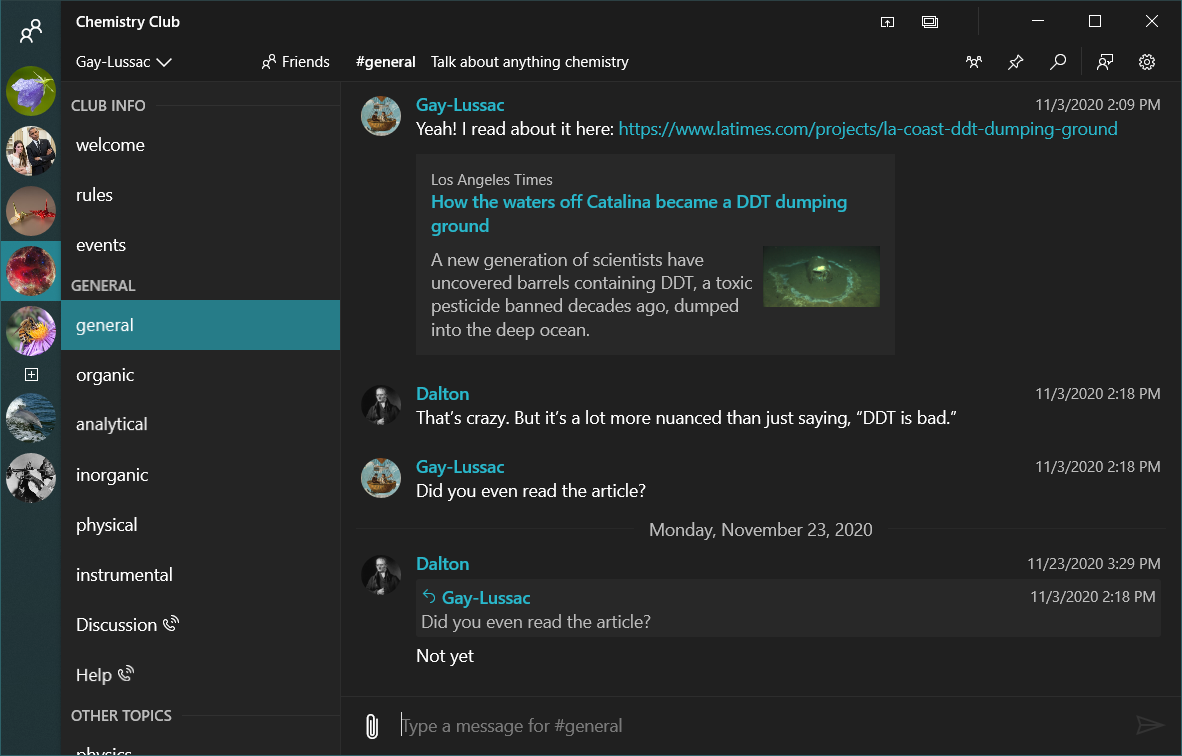 Chemistry Club
Gay-Lussac
Friends
#general Talk about anything chemistry
CLUB INFO
welcome
rules
events
GENERAL
general
organic
analytical
inorganic
physical
instrumental
Discussion
Help
OTHER TOPICS
physics
Gay-Lussac 11/3/2020 2:09 PM
Yeah! I read about it here: https://www.latimes.com/projects/la-coast-ddt-dumping-ground
Los Angeles Times
How the waters off Catalina became a DDT dumping
ground
A new generation of scientists have
uncovered barrels containing DDT, a toxic
pesticide banned decades ago, dumped
into the deep ocean.
Dalton 11/3/2020 2:18 PM
That’s crazy. But it’s a lot more nuanced than just saying, “DDT is bad.”
Gay-Lussac 11/3/2020 2:18 PM
Did you even read the article?
Monday, November 23, 2020
Dalton 11/23/2020 3:29 PM
Gay-Lussac 11/3/2020 2:18 PM
Did you even read the article?
Not yet
Type a message for #general